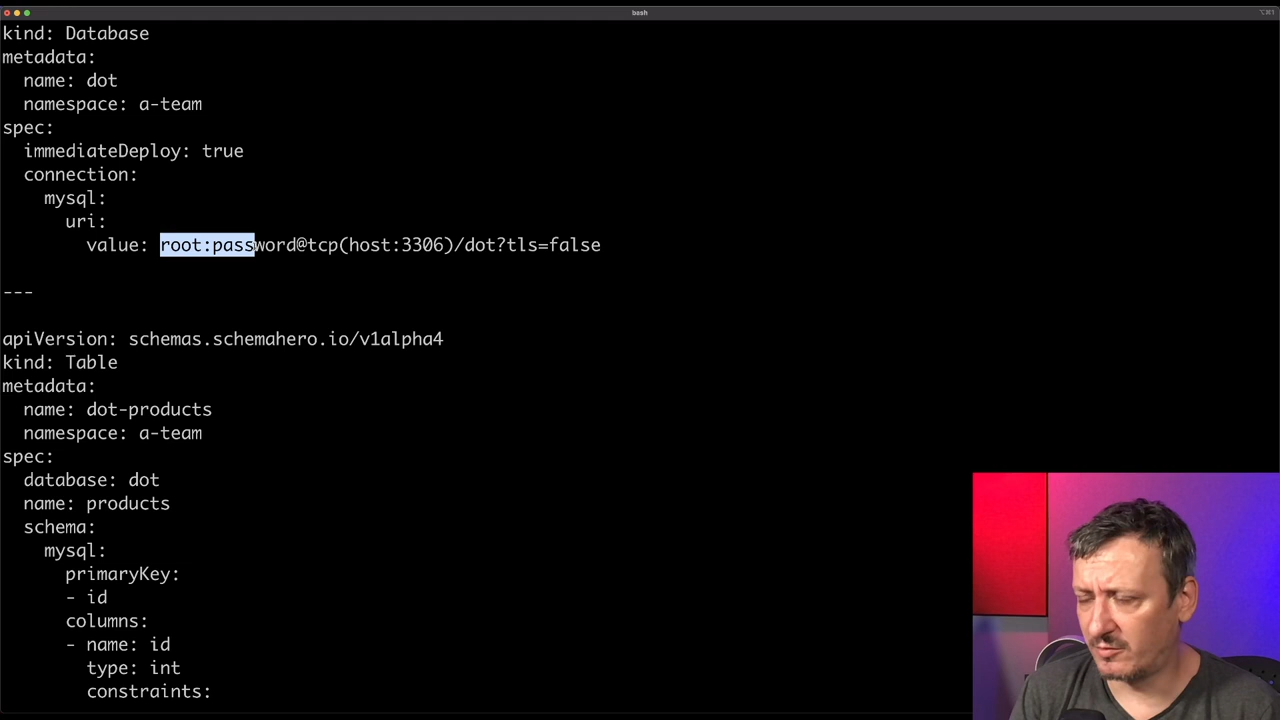 bash
⌥⌘1
kind: Database
metadata:
  name: dot
  namespace: a-team
spec:
  immediateDeploy: true
  connection:
    mysql:
      uri:
        value: root:password@tcp(host:3306)/dot?tls=false
---
apiVersion: schemas.schemahero.io/v1alpha4
kind: Table
metadata:
  name: dot-products
  namespace: a-team
spec:
  database: dot
  name: products
  schema:
    mysql:
      primaryKey:
      - id
      columns:
      - name: id
        type: int
        constraints: